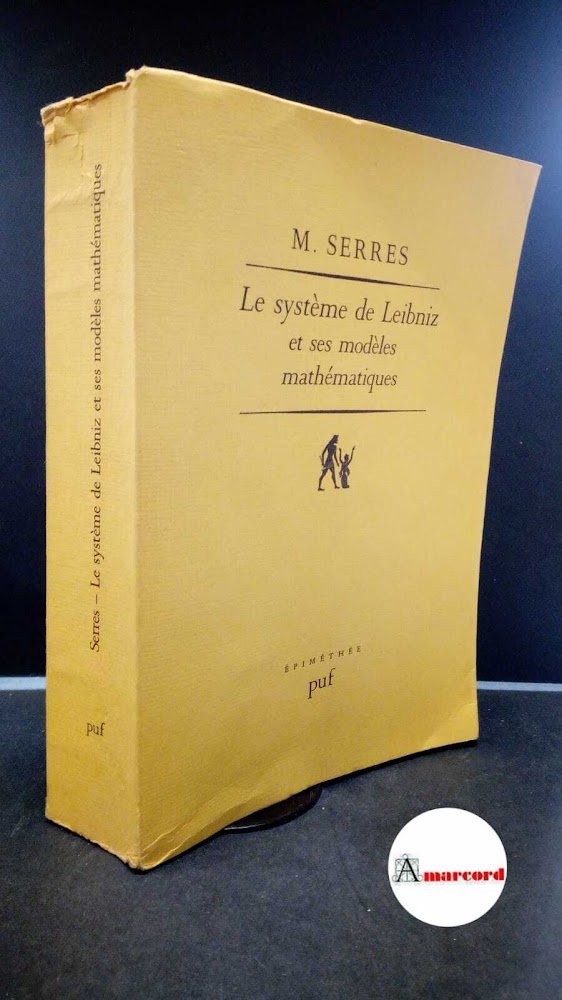 Serres – Le système de Leibniz et ses modèles mathématiques
puf
M. SERRES
Le système de Leibniz
et ses modèles
mathématiques
ÉPIMÉTHÉE
puf
Amarcord